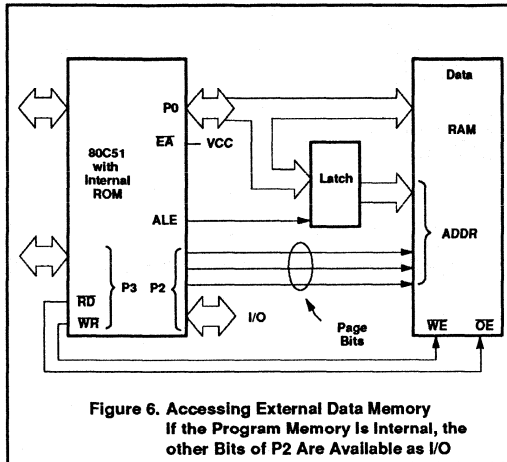 Data
RAM
P0
EA
VCC
80C51
with
Internal
ROM
Latch
ALE
ADDR
P3
P2
RD
WR
I/O
Page
Bits
WE
OE
Figure 6. Accessing External Data Memory
If the Program Memory Is Internal, the
other Bits of P2 Are Available as I/O